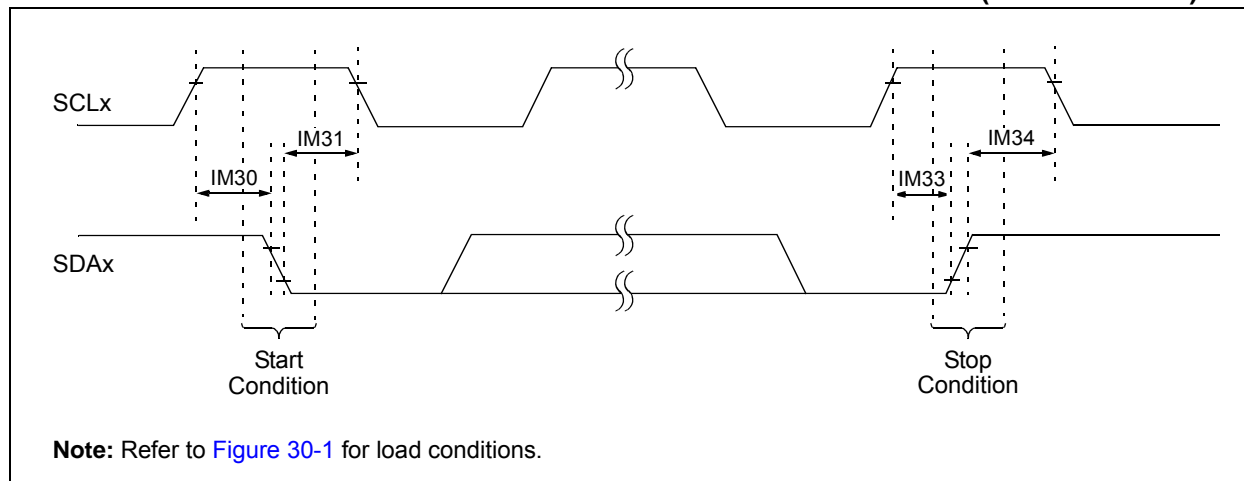 SCLx
IM31
IM34
IM30
IM33
SDAx
Start
Condition
Stop
Condition
Note: Refer to Figure 30-1 for load conditions.